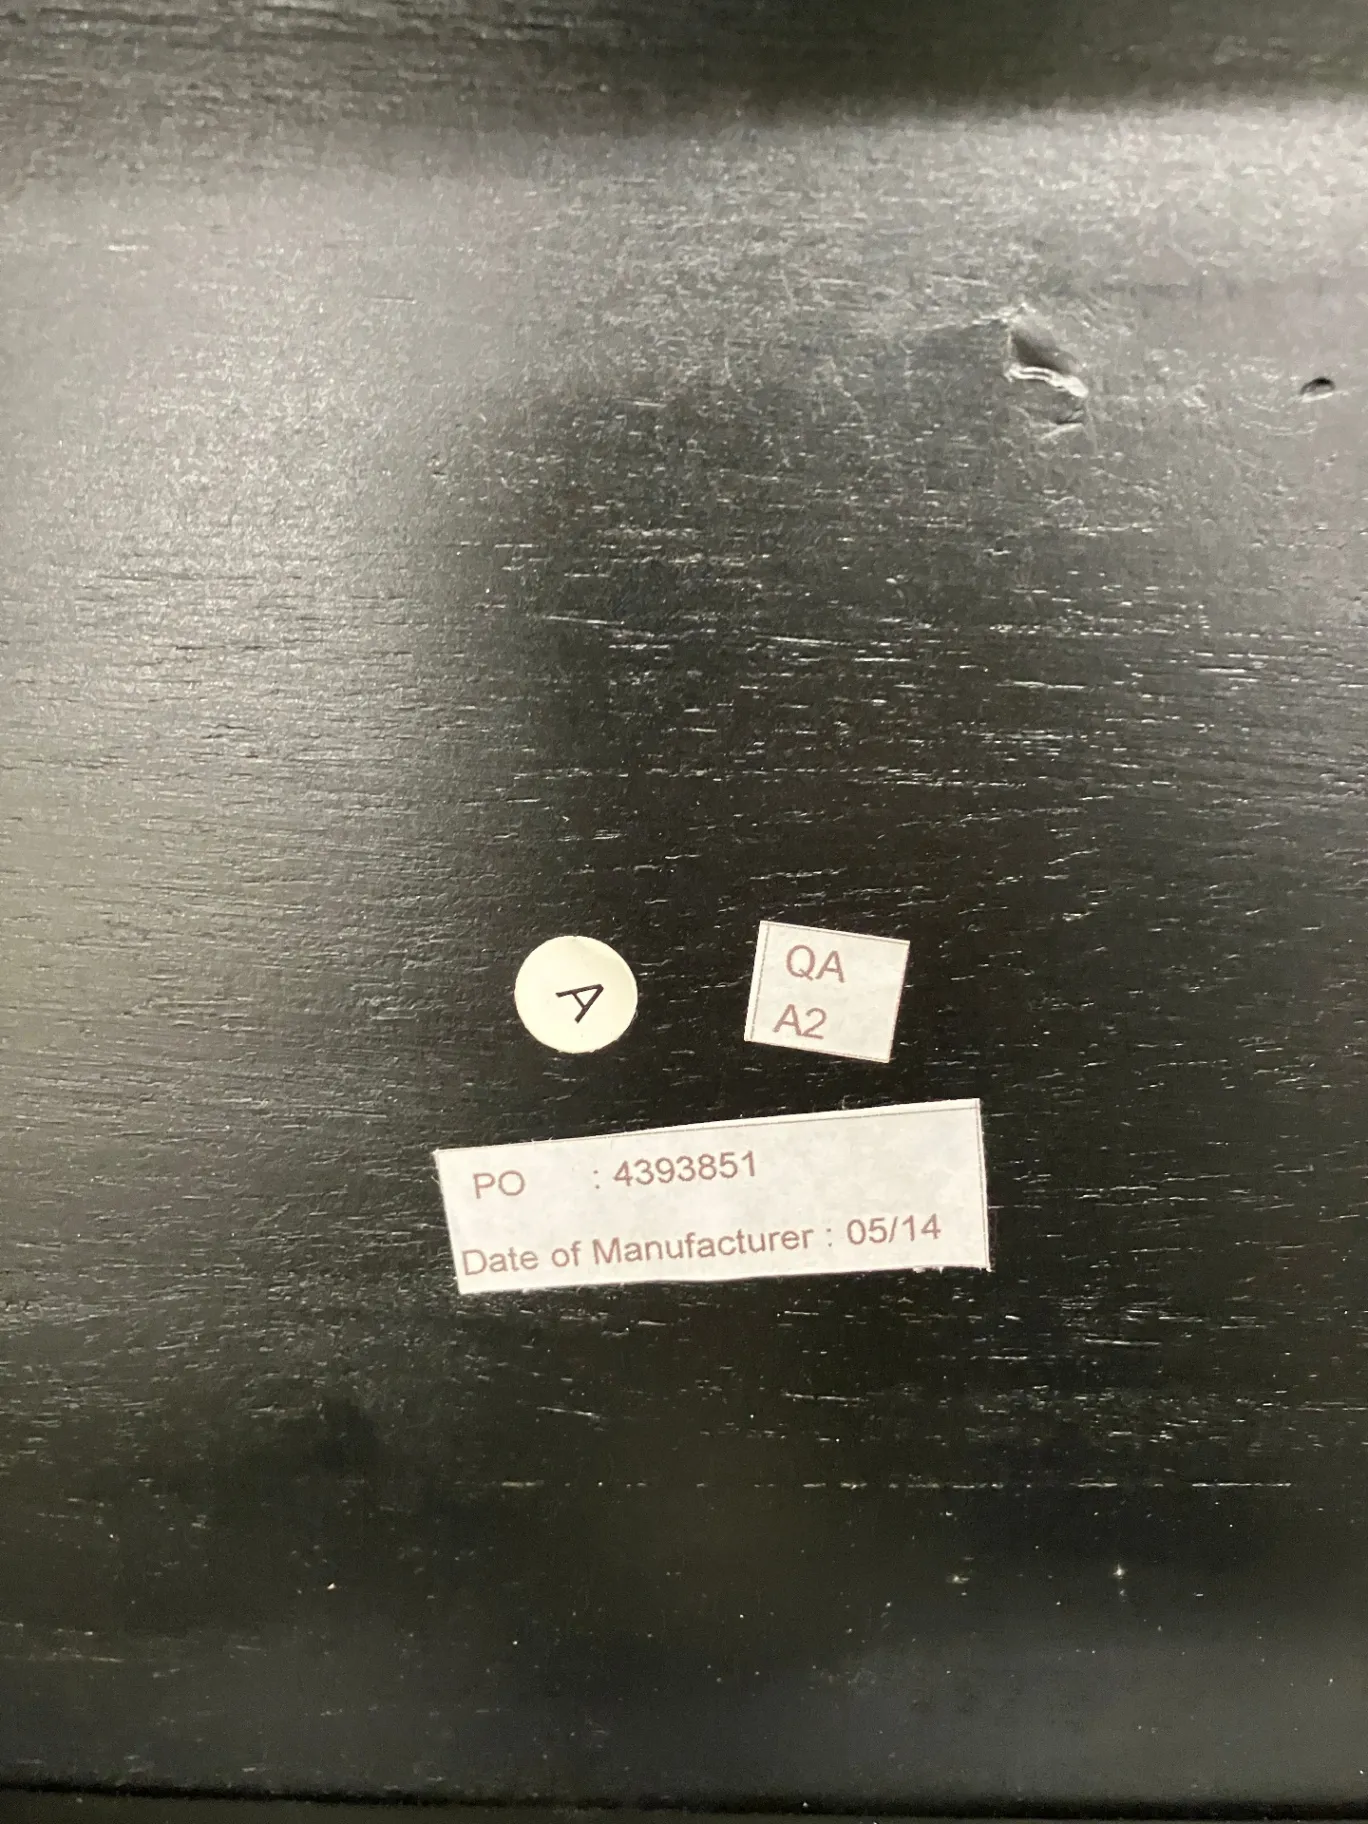 A
QA
A2
PO : 4393851
Date of Manufacturer : 05/14